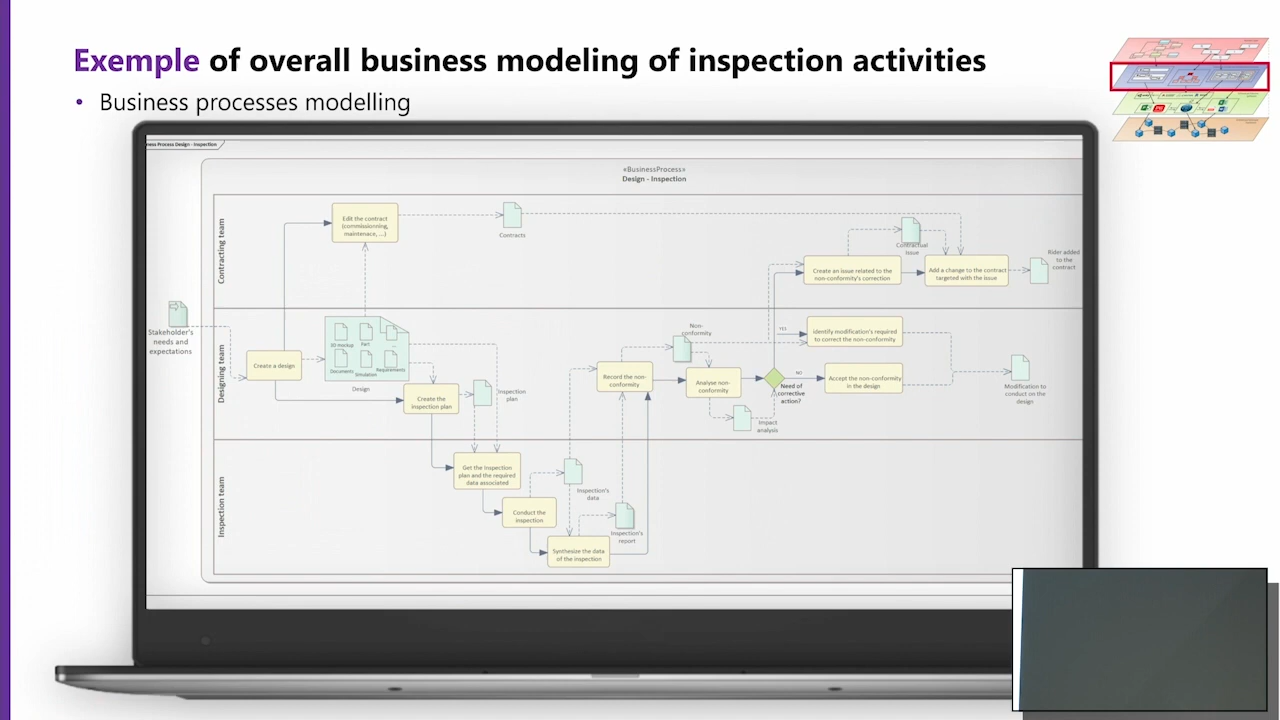 Exemple of overall business modeling of inspection activities
• Business processes modelling
ness Process Design - Inspection
«BusinessProcess»
Design - Inspection
Contracting team
Edit the contract
(commissionning,
maintenace, ...)
Contracts
Contractual
issue
Create an issue related to the
non-conformity's correction
Add a change to the contract
targeted with the issue
Rider added
to the
contract
Stakeholder's
needs and
expectations
Designing team
Create a design
3D mockup
Part
...
Documents
Simulation
Requirements
Design
Create the
inspection plan
Inspection
plan
Record the non-
conformity
Non-
conformity
Analyse non-
conformity
Impact
analysis
Need of
corrective
action?
YES
NO
identify modification's required
to correct the non-conformity
Accept the non-conformity
in the design
Modification to
conduct on the
design
Inspection team
Get the inspection
plan and the required
data associated
Conduct the
inspection
Inspection's
data
Inspection's
report
Synthesize the data
of the inspection